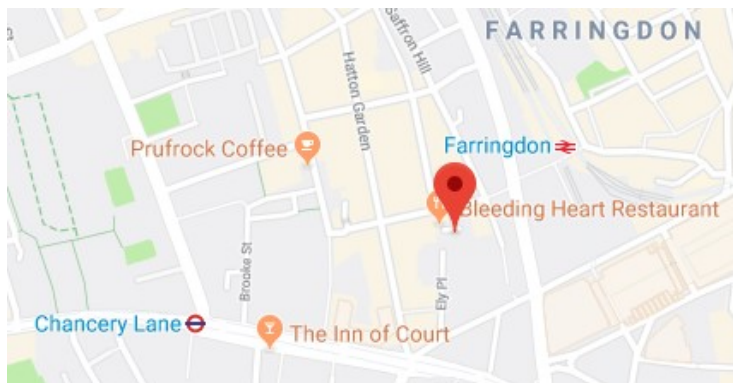 FARRINGDON
Saffron Hill
Hatton Garden
Prufrock Coffee
Farringdon
Bleeding Heart Restaurant
Brooke St
Ely Pl
Chancery Lane
The Inn of Court